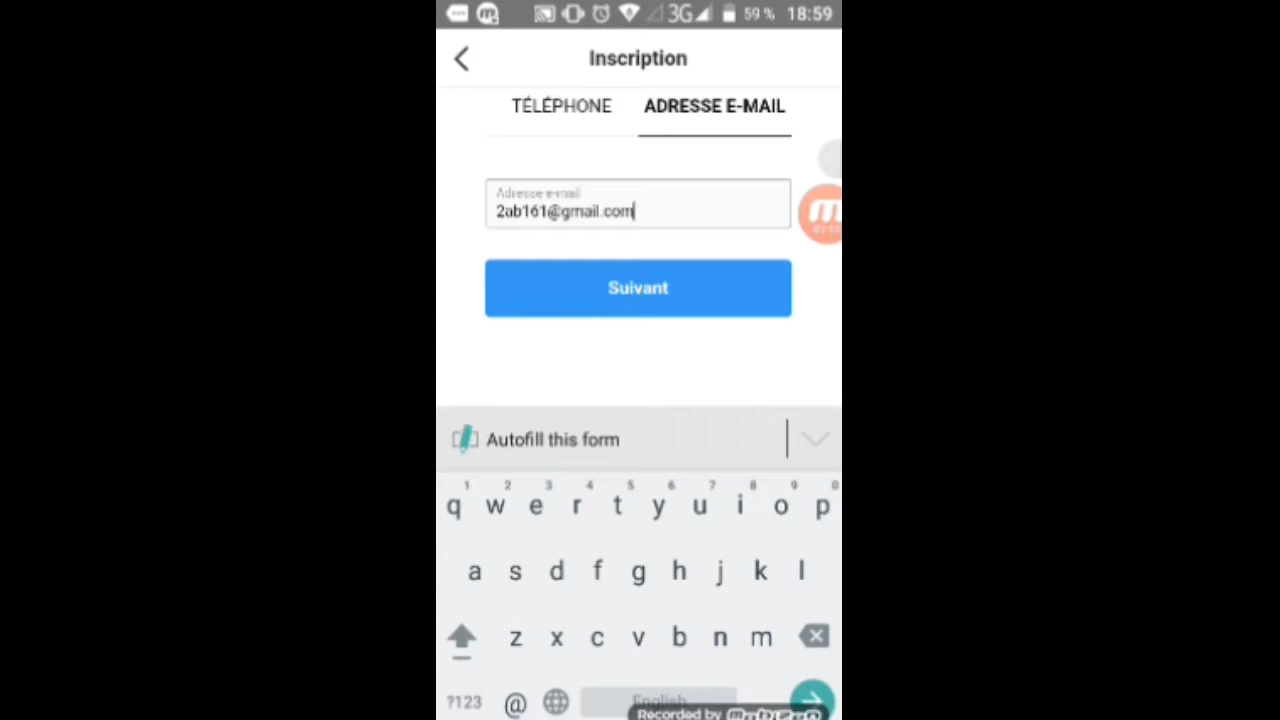 3G 59 % 18:59
Inscription
TÉLÉPHONE ADRESSE E-MAIL
Adresse e-mail
2ab161@gmail.com
Suivant
Autofill this form
1 2 3 4 5 6 7 8 9 0
q w e r t y u i o p
a s d f g h j k l
z x c v b n m
?123 @ English
Recorded by